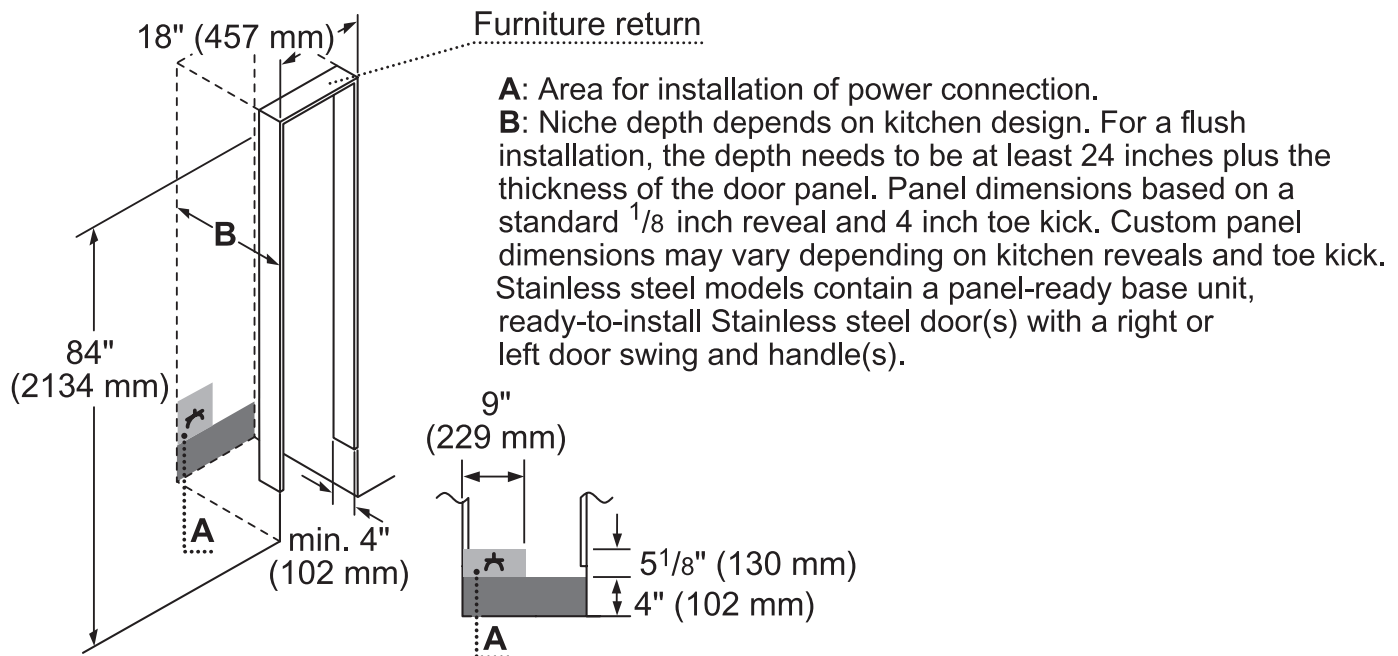 18" (457 mm)
Furniture return
A: Area for installation of power connection.
B: Niche depth depends on kitchen design. For a flush
installation, the depth needs to be at least 24 inches plus the
thickness of the door panel. Panel dimensions based on a
standard 1/8 inch reveal and 4 inch toe kick. Custom panel
dimensions may vary depending on kitchen reveals and toe kick.
Stainless steel models contain a panel-ready base unit,
ready-to-install Stainless steel door(s) with a right or
left door swing and handle(s).
B
84"
(2134 mm)
A
min. 4"
(102 mm)
9"
(229 mm)
5 1/8" (130 mm)
4" (102 mm)
A